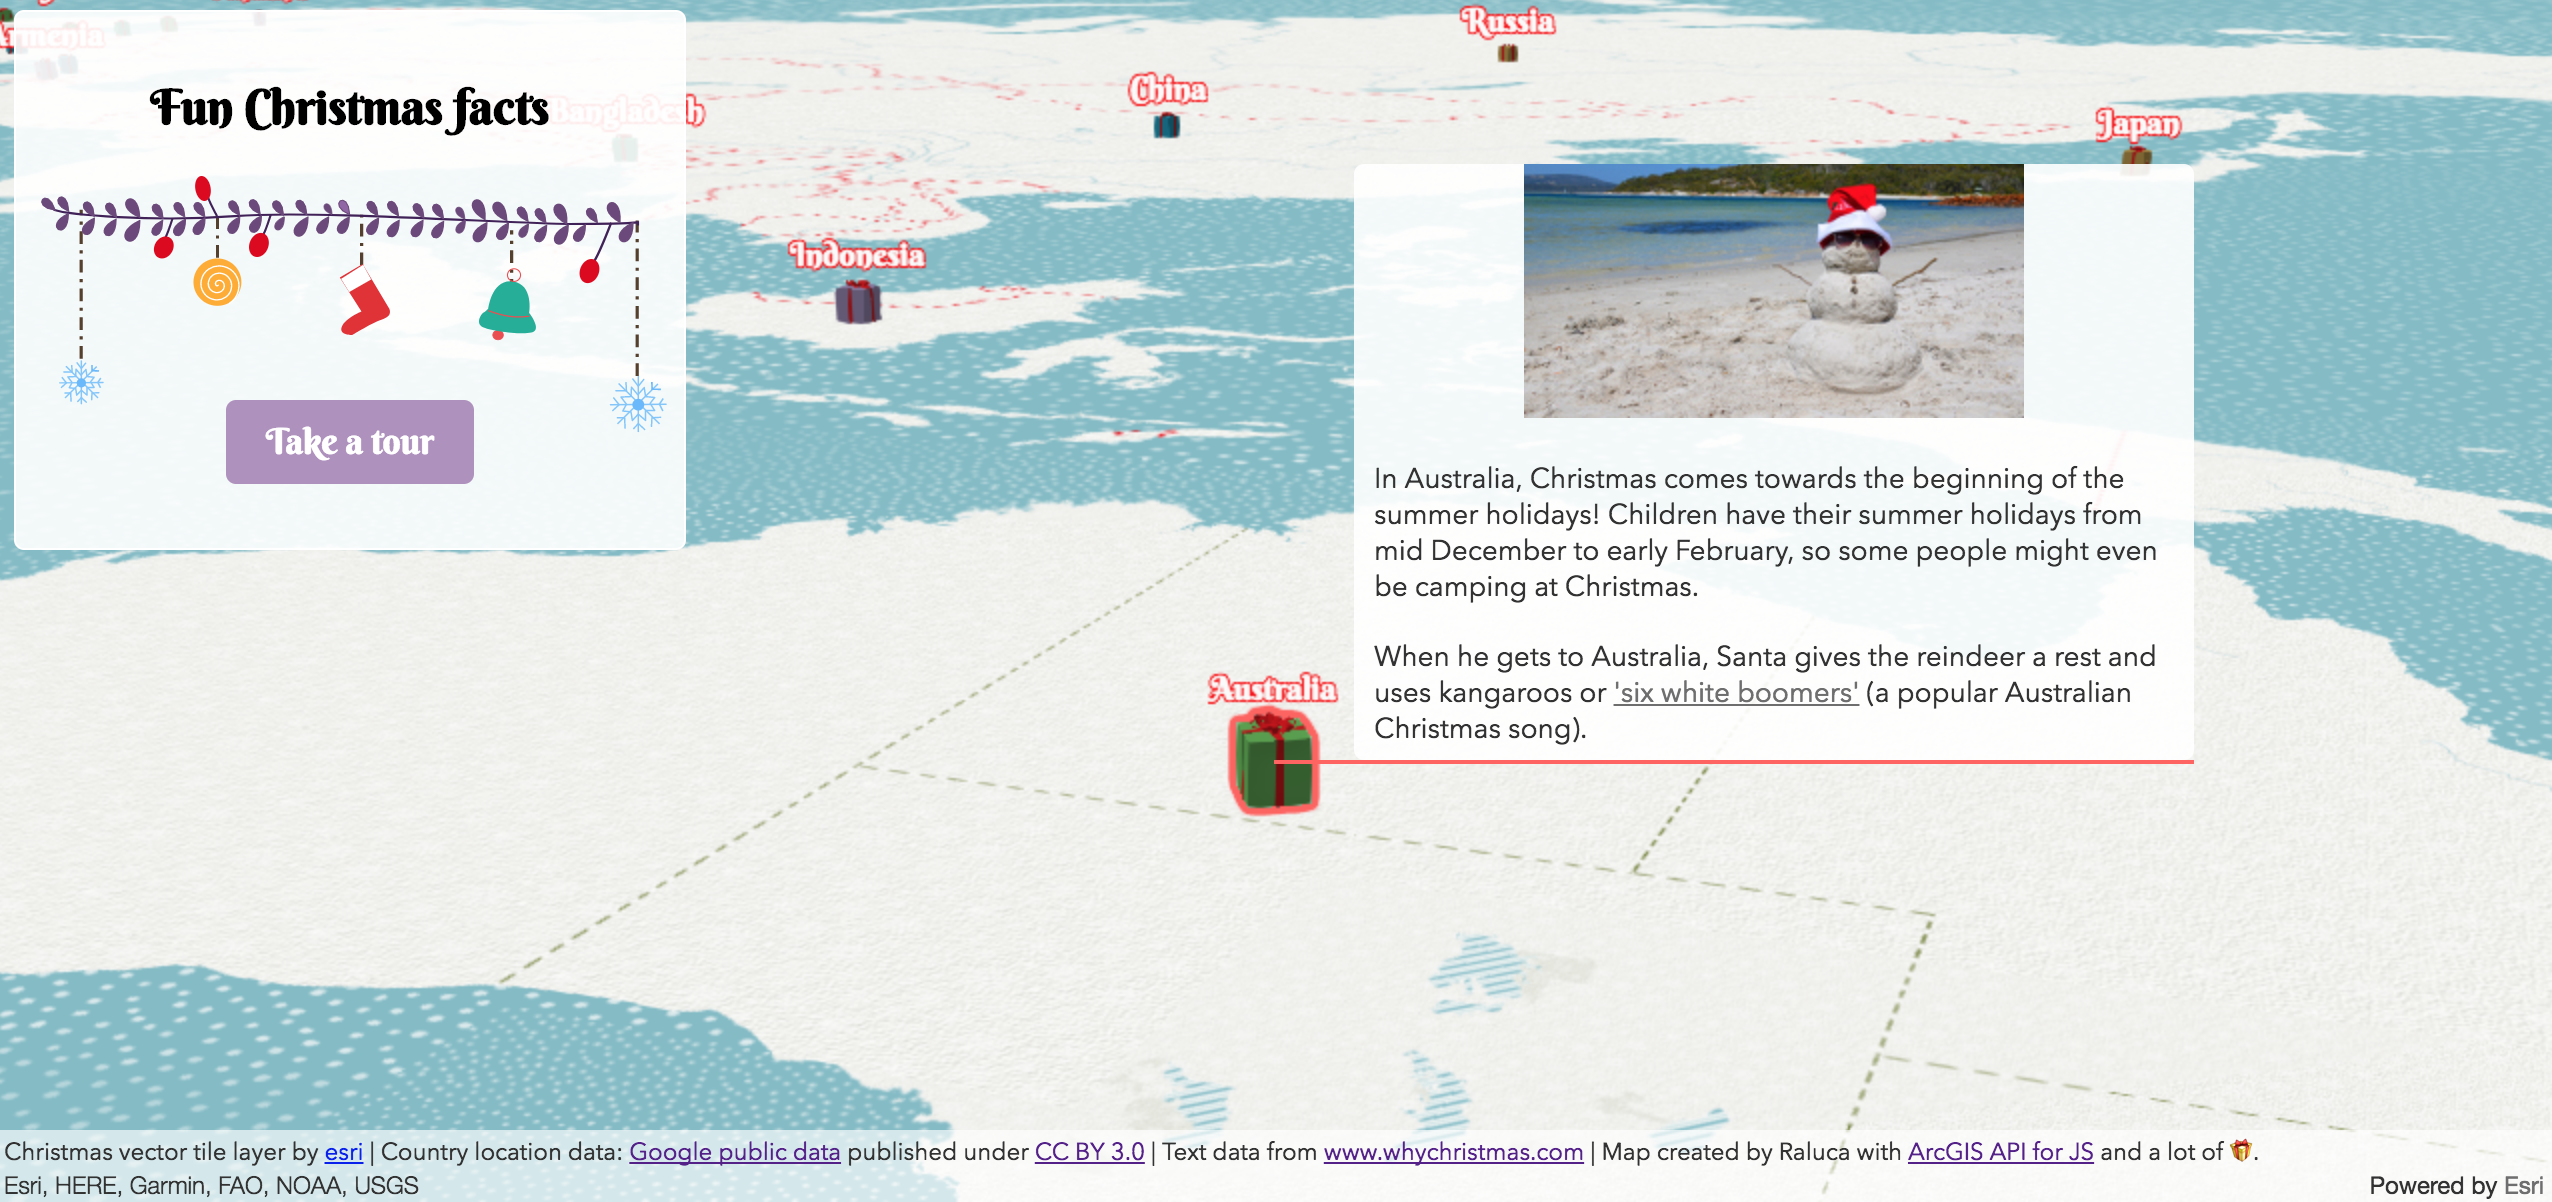 Armenia
Fun Christmas facts
Bangladesh
Take a tour
Russia
China
Japan
Indonesia
In Australia, Christmas comes towards the beginning of the
summer holidays! Children have their summer holidays from
mid December to early February, so some people might even
be camping at Christmas.
When he gets to Australia, Santa gives the reindeer a rest and
uses kangaroos or 'six white boomers' (a popular Australian
Christmas song).
Australia
Christmas vector tile layer by esri | Country location data: Google public data published under CC BY 3.0 | Text data from www.whychristmas.com | Map created by Raluca with ArcGIS API for JS and a lot of 🎁.
Esri, HERE, Garmin, FAO, NOAA, USGS
Powered by Esri